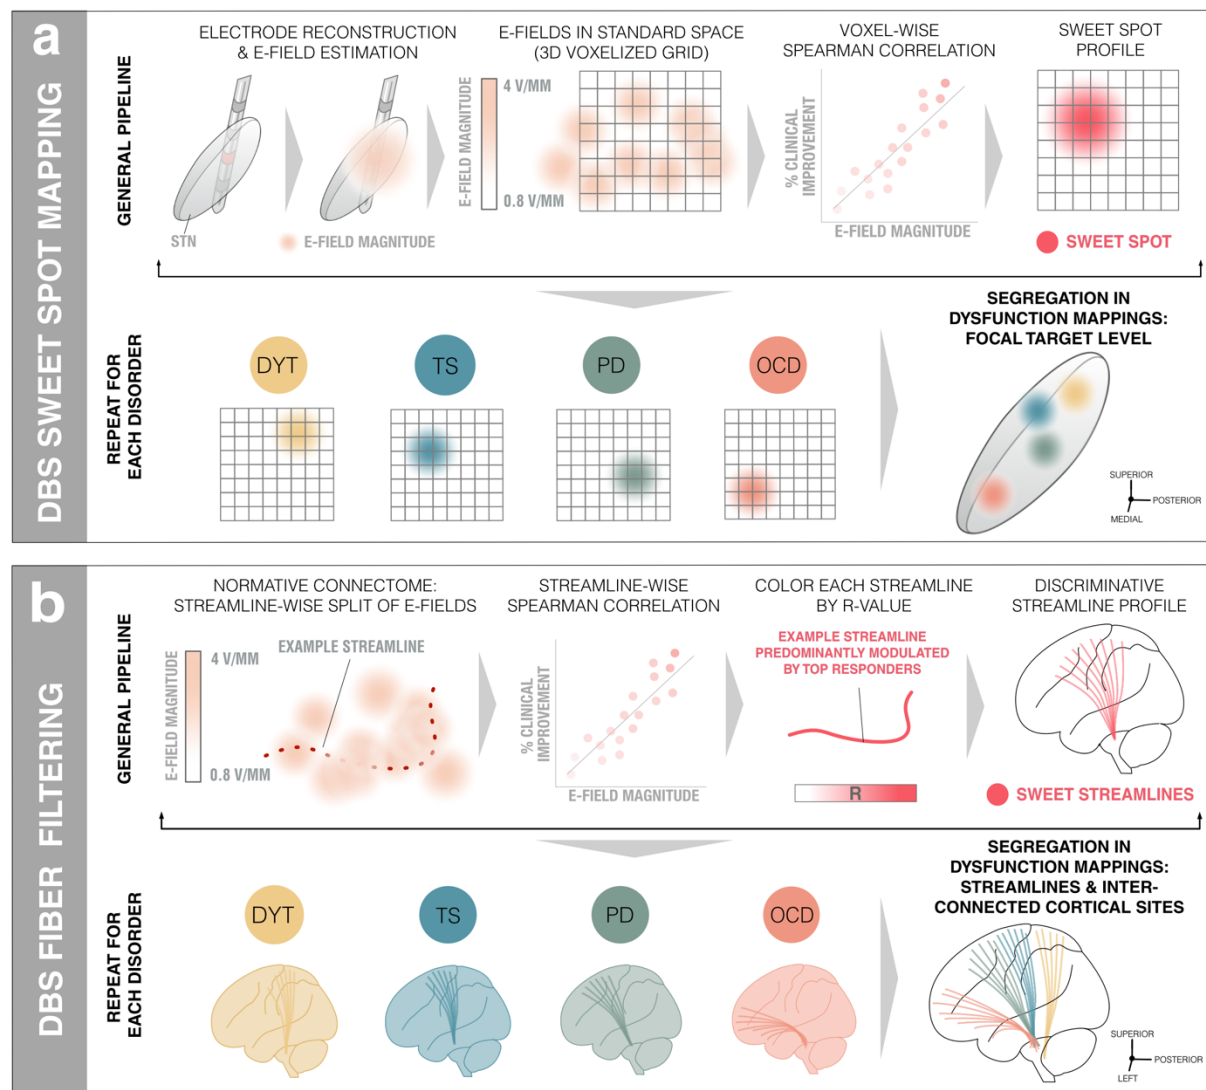 a
DBS SWEET SPOT MAPPING
GENERAL PIPELINE
ELECTRODE RECONSTRUCTION
& E-FIELD ESTIMATION
STN
E-FIELD MAGNITUDE
E-FIELDS IN STANDARD SPACE
(3D VOXELIZED GRID)
E-FIELD MAGNITUDE
4 V/MM
0.8 V/MM
VOXEL-WISE
SPEARMAN CORRELATION
% CLINICAL
IMPROVEMENT
E-FIELD MAGNITUDE
SWEET SPOT
PROFILE
SWEET SPOT
REPEAT FOR
EACH DISORDER
DYT
TS
PD
OCD
SEGREGATION IN
DYSFUNCTION MAPPINGS:
FOCAL TARGET LEVEL
SUPERIOR
POSTERIOR
MEDIAL
b
DBS FIBER FILTERING
GENERAL PIPELINE
NORMATIVE CONNECTOME:
STREAMLINE-WISE SPLIT OF E-FIELDS
E-FIELD MAGNITUDE
4 V/MM
0.8 V/MM
EXAMPLE STREAMLINE
STREAMLINE-WISE
SPEARMAN CORRELATION
% CLINICAL
IMPROVEMENT
E-FIELD MAGNITUDE
COLOR EACH STREAMLINE
BY R-VALUE
EXAMPLE STREAMLINE
PREDOMINANTLY MODULATED
BY TOP RESPONDERS
R
DISCRIMINATIVE
STREAMLINE PROFILE
SWEET STREAMLINES
REPEAT FOR
EACH DISORDER
DYT
TS
PD
OCD
SEGREGATION IN
DYSFUNCTION MAPPINGS:
STREAMLINES & INTER-
CONNECTED CORTICAL SITES
SUPERIOR
POSTERIOR
LEFT